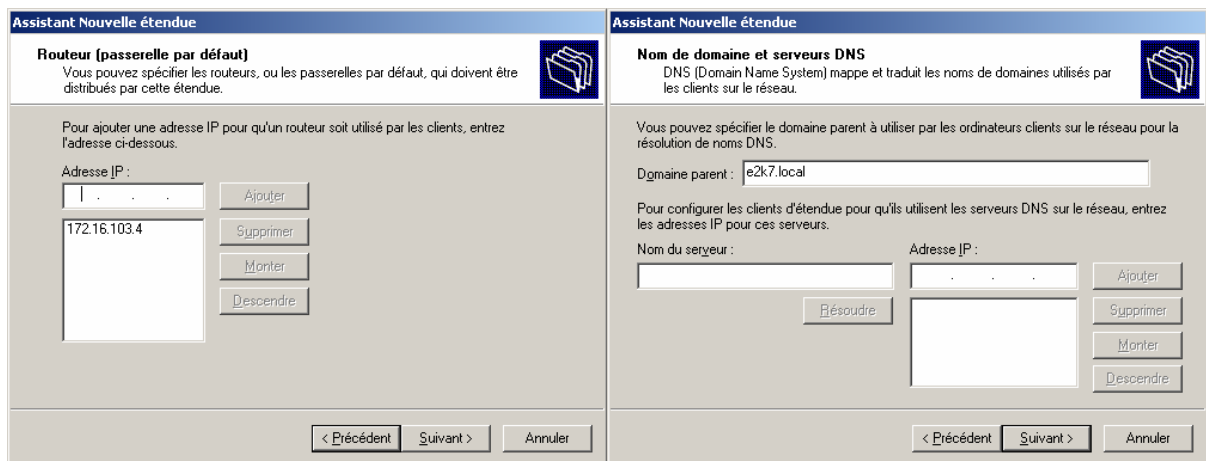 Assistant Nouvelle étendue
Routeur (passerelle par défaut)
Vous pouvez spécifier les routeurs, ou les passerelles par défaut, qui doivent être
distribués par cette étendue.
Pour ajouter une adresse IP pour qu'un routeur soit utilisé par les clients, entrez
l'adresse ci-dessous.
Adresse IP :
. . .
Ajouter
172.16.103.4
Supprimer
Monter
Descendre
< Précédent
Suivant >
Annuler
Assistant Nouvelle étendue
Nom de domaine et serveurs DNS
DNS (Domain Name System) mappe et traduit les noms de domaines utilisés par
les clients sur le réseau.
Vous pouvez spécifier le domaine parent à utiliser par les ordinateurs clients sur le réseau pour la
résolution de noms DNS.
Domaine parent : e2k7.local
Pour configurer les clients d'étendue pour qu'ils utilisent les serveurs DNS sur le réseau, entrez
les adresses IP pour ces serveurs.
Nom du serveur :
Adresse IP :
. . .
Ajouter
Résoudre
Supprimer
Monter
Descendre
< Précédent
Suivant >
Annuler